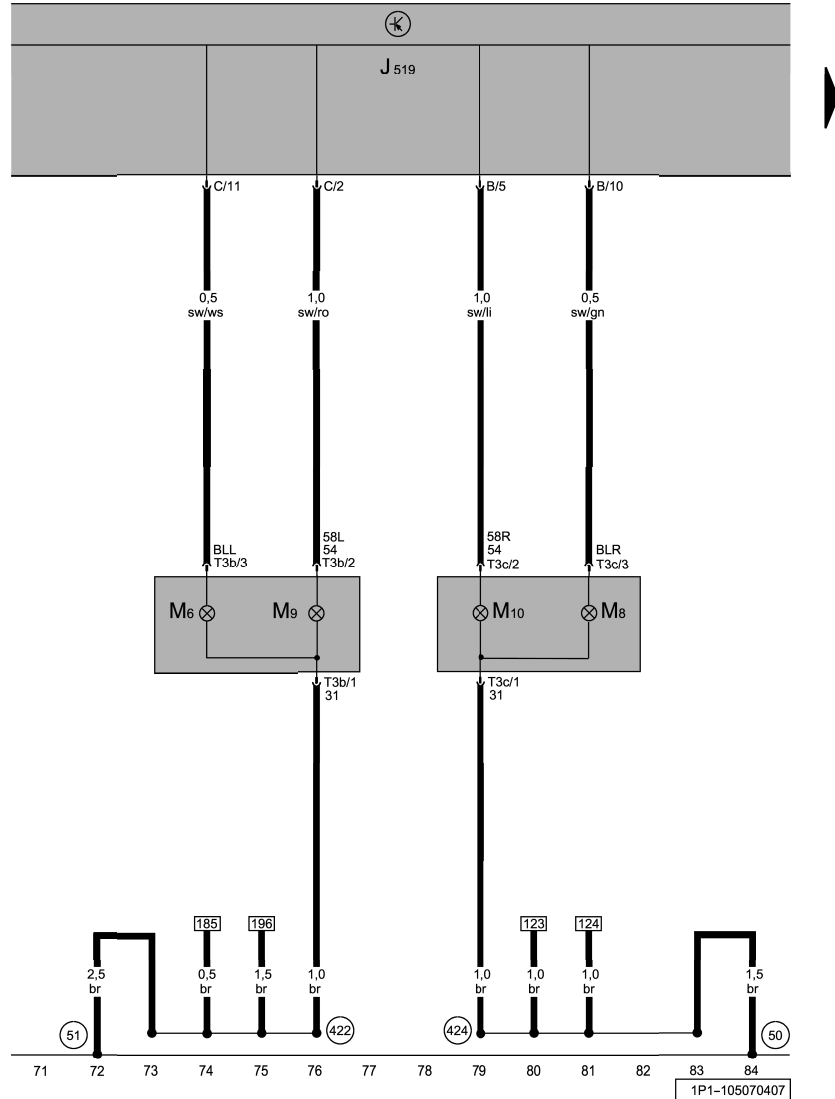 J 519
C/11 C/2 B/5 B/10
0,5 1,0 1,0 0,5
sw/ws sw/ro sw/li sw/gn
58L 58R
BLL 54 54 BLR
T3b/3 T3b/2 T3c/2 T3c/3
M6 M9 M10 M8
T3b/1 T3c/1
31 31
185 196 123 124
2,5 0,5 1,5 1,0 1,0 1,0 1,0 1,5
br br br br br br br br
51 422 424 50
71 72 73 74 75 76 77 78 79 80 81 82 83 84
1P1-105070407